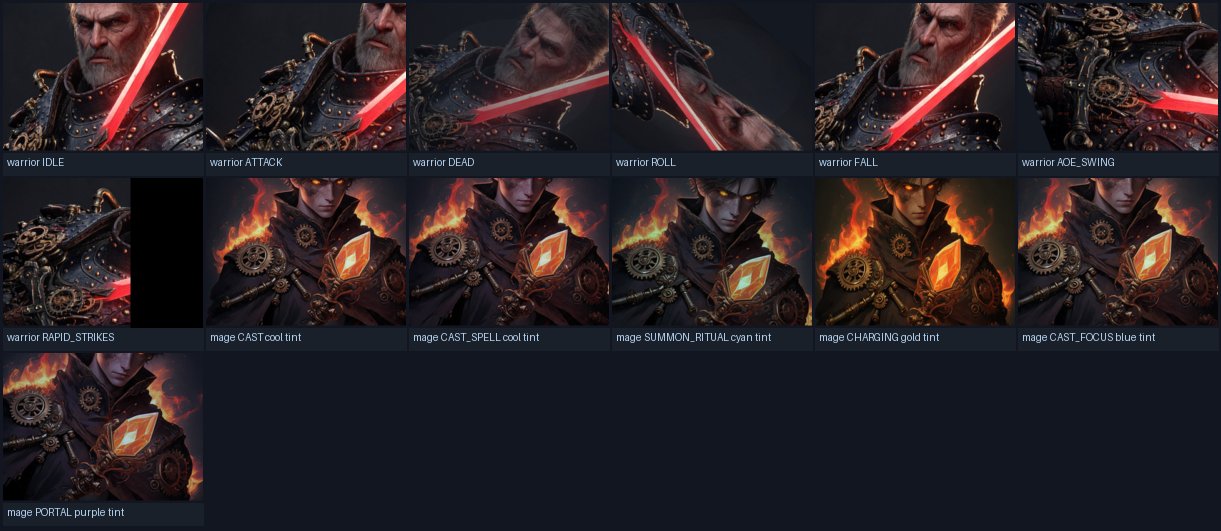 warrior IDLE
warrior ATTACK
warrior DEAD
warrior ROLL
warrior FALL
warrior AOE_SWING
warrior RAPID_STRIKES
mage CAST cool tint
mage CAST_SPELL cool tint
mage SUMMON_RITUAL cyan tint
mage CHARGING gold tint
mage CAST_FOCUS blue tint
mage PORTAL purple tint